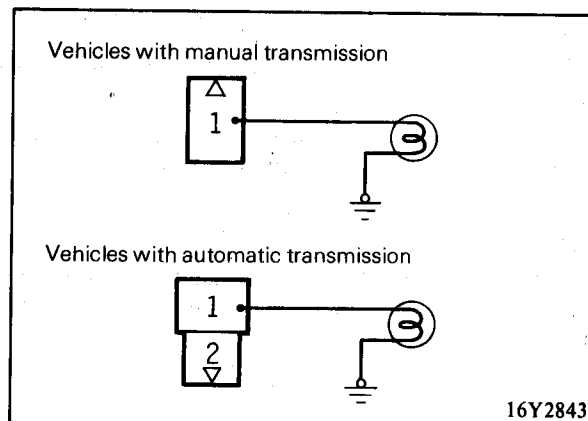 Vehicles with manual transmission
1
Vehicles with automatic transmission
1
2
16Y2843